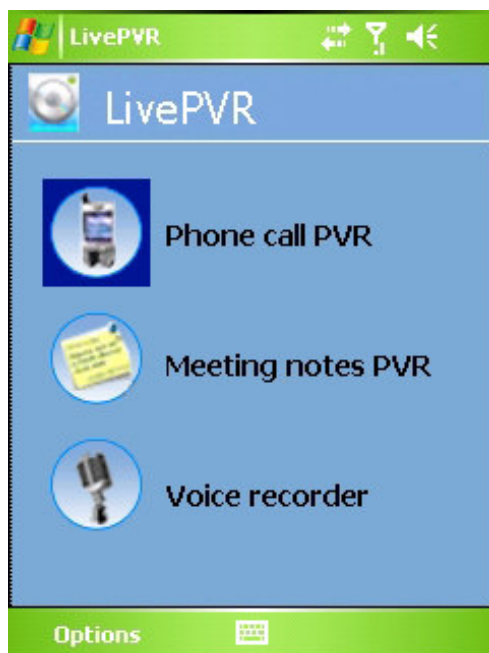 LivePVR
LivePVR
Phone call PVR
Meeting notes PVR
Voice recorder
Options